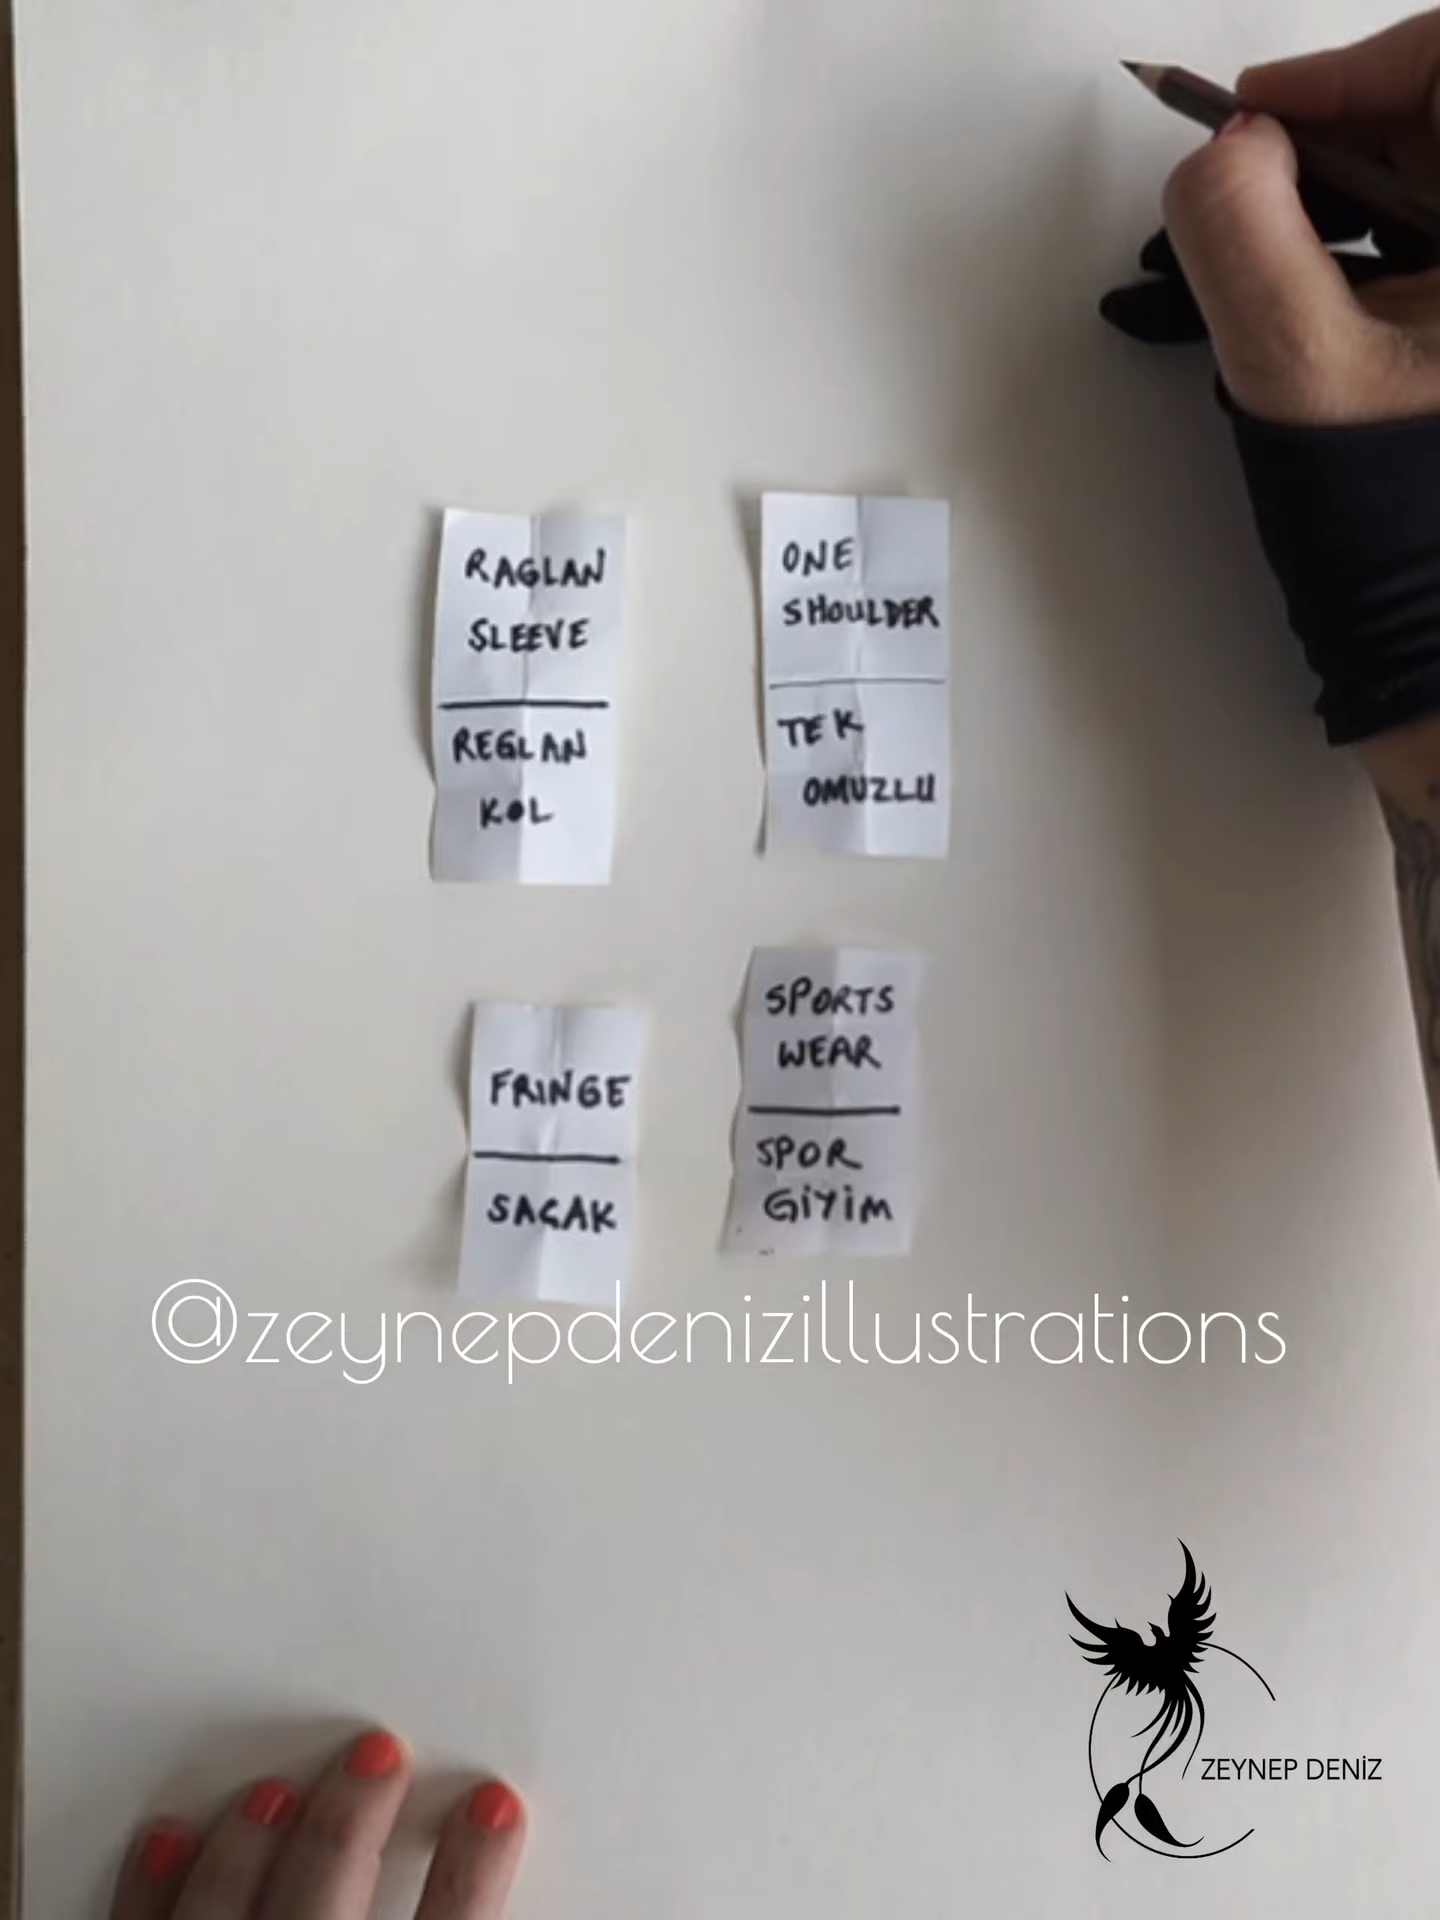 RAGLAN
SLEEVE
REGLAN
KOL
ONE
SHOULDER
TEK
OMUZLU
FRINGE
SAÇAK
SPORTS
WEAR
SPOR
GİYİM
@zeynepdenizillustrations
ZEYNEP DENİZ